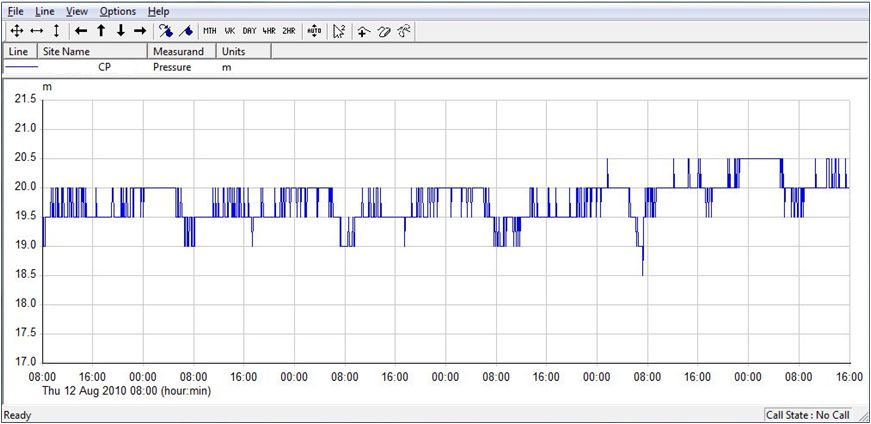 File Line View Options Help
MTH WK DAY 4HR 2HR AUTO 2
Line Site Name Measurand Units
CP Pressure m
m
21.5
21.0
20.5
20.0
19.5
19.0
18.5
18.0
17.5
17.0
08:00 16:00 00:00 08:00 16:00 00:00 08:00 16:00 00:00 08:00 16:00 00:00 08:00 16:00 00:00 08:00 16:00
Thu 12 Aug 2010 08:00 (hour:min)
Ready Call State : No Call